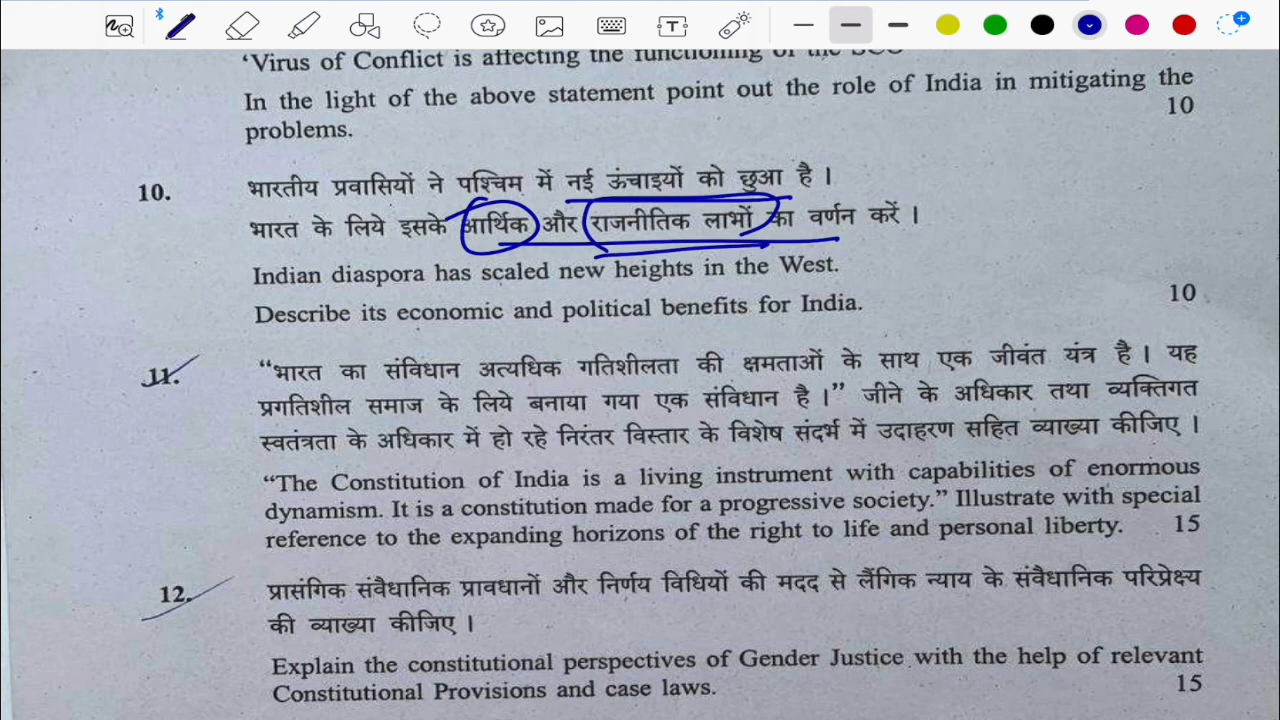 'Virus of Conflict is affecting the functioning of the SCO'
In the light of the above statement point out the role of India in mitigating the
problems. 10
10. भारतीय प्रवासियों ने पश्चिम में नई ऊंचाइयों को छुआ है ।
भारत के लिये इसके आर्थिक और राजनीतिक लाभों का वर्णन करें ।
Indian diaspora has scaled new heights in the West.
Describe its economic and political benefits for India. 10
11. “भारत का संविधान अत्यधिक गतिशीलता की क्षमताओं के साथ एक जीवंत यंत्र है । यह
प्रगतिशील समाज के लिये बनाया गया एक संविधान है ।” जीने के अधिकार तथा व्यक्तिगत
स्वतंत्रता के अधिकार में हो रहे निरंतर विस्तार के विशेष संदर्भ में उदाहरण सहित व्याख्या कीजिए ।
“The Constitution of India is a living instrument with capabilities of enormous
dynamism. It is a constitution made for a progressive society.” Illustrate with special
reference to the expanding horizons of the right to life and personal liberty. 15
12. प्रासंगिक संवैधानिक प्रावधानों और निर्णय विधियों की मदद से लैंगिक न्याय के संवैधानिक परिप्रेक्ष्य
की व्याख्या कीजिए ।
Explain the constitutional perspectives of Gender Justice with the help of relevant
Constitutional Provisions and case laws. 15